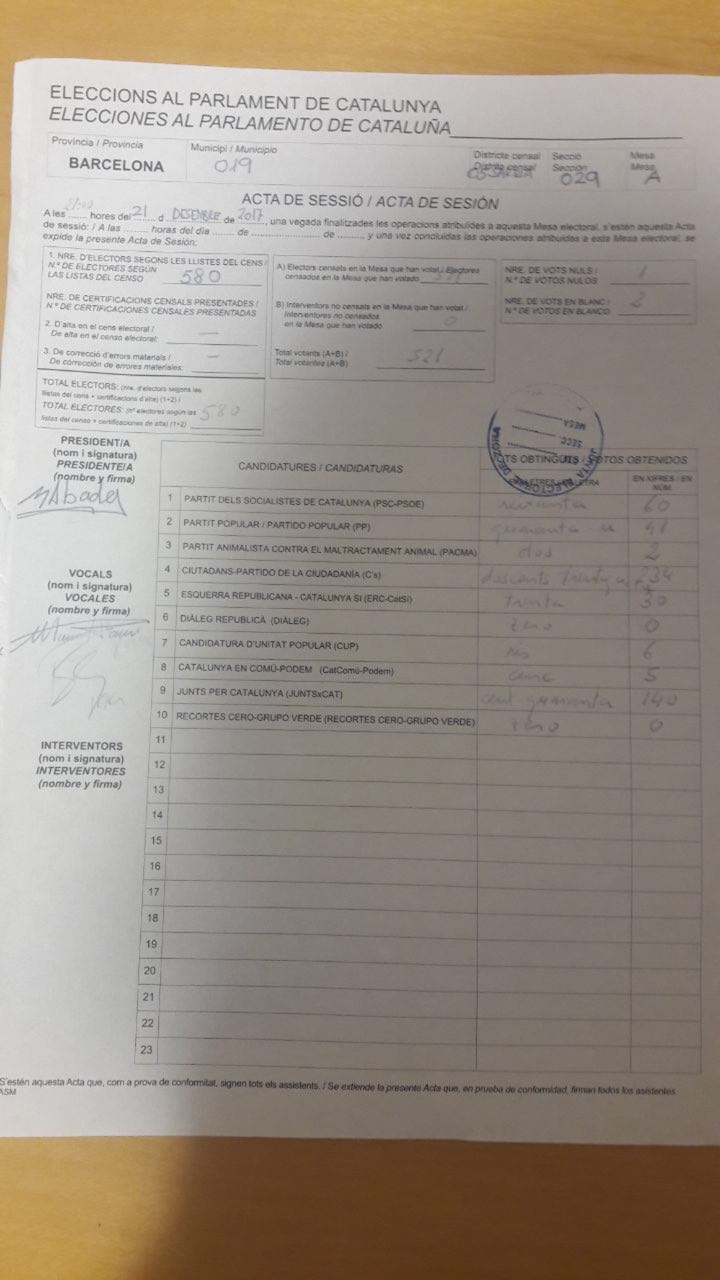 ELECCIONS AL PARLAMENT DE CATALUNYA
ELECCIONES AL PARLAMENTO DE CATALUÑA
Província / Provincia
BARCELONA
Municipi / Municipio
019
Districte censal
Distrito censal
Secció
Sección
029
Mesa
Mesa
A
ACTA DE SESSIÓ / ACTA DE SESIÓN
A les ........ hores del 21 d DESEMBRE de 2017, una vegada finalitzades les operacions atribuïdes a aquesta Mesa electoral, s'estén aquesta Acta
de sessió: / A las ........ horas del día ........ de ........................ de ........, y una vez concluidas las operaciones atribuidas a esta Mesa electoral, se
expide la presente Acta de Sesión:
1. NRE. D'ELECTORS SEGONS LES LLISTES DEL CENS /
N.º DE ELECTORES SEGÚN
LAS LISTAS DEL CENSO
580
NRE. DE CERTIFICACIONS CENSALS PRESENTADES /
N.º DE CERTIFICACIONES CENSALES PRESENTADAS
2. D'alta en el cens electoral /
De alta en el censo electoral: —
3. De correcció d'errors materials /
De corrección de errores materiales: —
TOTAL ELECTORS: (nre. d'electors segons las
llistes del cens + certificacions d'alta) (1+2) /
TOTAL ELECTORES: (nº electores según las
listas del censo + certificaciones de alta) (1+2)
580
A) Electors censats en la Mesa que han votat / Electores
censados en la Mesa que han votado
B) Interventors no censats en la Mesa que han votat /
Interventores no censados
en la Mesa que han votado
0
Total votants (A+B) /
Total votantes (A+B)
521
NRE. DE VOTS NULS /
N.º DE VOTOS NULOS
1
NRE. DE VOTS EN BLANC /
N.º DE VOTOS EN BLANCO
2
JUNTA ELECTORAL DE ZONA
SECC.
MESA
PRESIDENT/A
(nom i signatura)
PRESIDENTE/A
(nombre y firma)
MAbades
VOCALS
(nom i signatura)
VOCALES
(nombre y firma)
INTERVENTORS
(nom i signatura)
INTERVENTORES
(nombre y firma)
CANDIDATURES / CANDIDATURAS
VOTS OBTINGUTS / VOTOS OBTENIDOS
EN LLETRES / EN LETRA
EN XIFRES / EN NÚM.
1 PARTIT DELS SOCIALISTES DE CATALUNYA (PSC-PSOE) seixanta 60
2 PARTIT POPULAR / PARTIDO POPULAR (PP) quaranta-u 41
3 PARTIT ANIMALISTA CONTRA EL MALTRACTAMENT ANIMAL (PACMA) dos 2
4 CIUTADANS-PARTIDO DE LA CIUDADANÍA (C's) 234
5 ESQUERRA REPUBLICANA - CATALUNYA SÍ (ERC-CatSí) trenta 30
6 DIÀLEG REPUBLICÀ (DIÀLEG) zero 0
7 CANDIDATURA D'UNITAT POPULAR (CUP) sis 6
8 CATALUNYA EN COMÚ-PODEM (CatComú-Podem) cinc 5
9 JUNTS PER CATALUNYA (JUNTSxCAT) cent quaranta 140
10 RECORTES CERO-GRUPO VERDE (RECORTES CERO-GRUPO VERDE) zero 0
11
12
13
14
15
16
17
18
19
20
21
22
23
S'estén aquesta Acta que, com a prova de conformitat, signen tots els assistents. / Se extiende la presente Acta que, en prueba de conformidad, firman todos los asistentes.
ASM